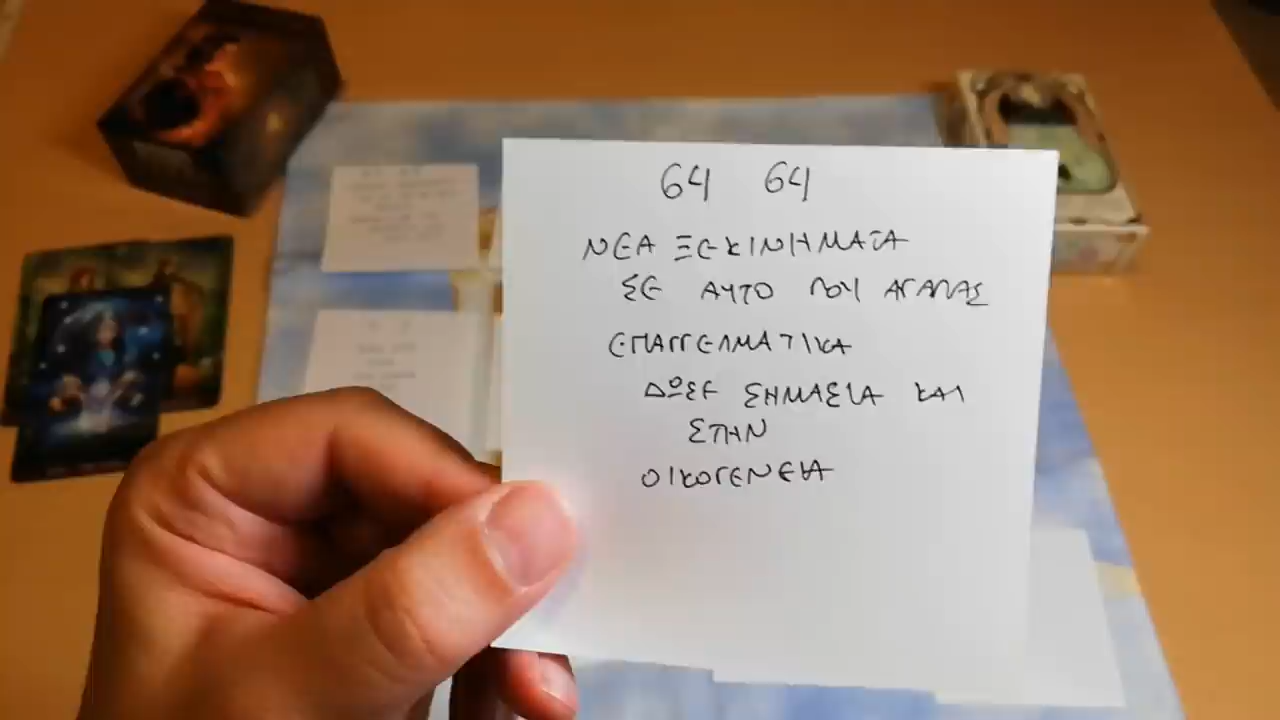 64 64
ΝΕΑ ΞΕΚΙΝΗΜΑΤΑ
ΣΕ ΑΥΤΟ ΠΟΥ ΑΓΑΠΑΣ
ΕΠΑΓΓΕΛΜΑΤΙΚΑ
ΔΩΣΕ ΣΗΜΑΣΙΑ ΚΑΙ
ΣΤΗΝ
ΟΙΚΟΓΕΝΕΙΑ